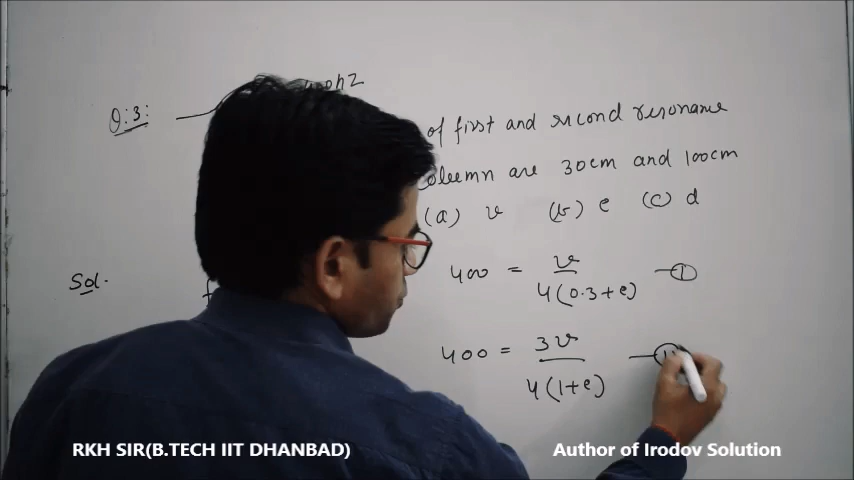 Q:3:
of first and second resonance
column are 30cm and 100cm
(a) v (b) e (c) d
Sol. f
400 = v / 4(0.3+e) — ①
400 = 3v / 4(1+e) —
RKH SIR(B.TECH IIT DHANBAD) Author of Irodov Solution